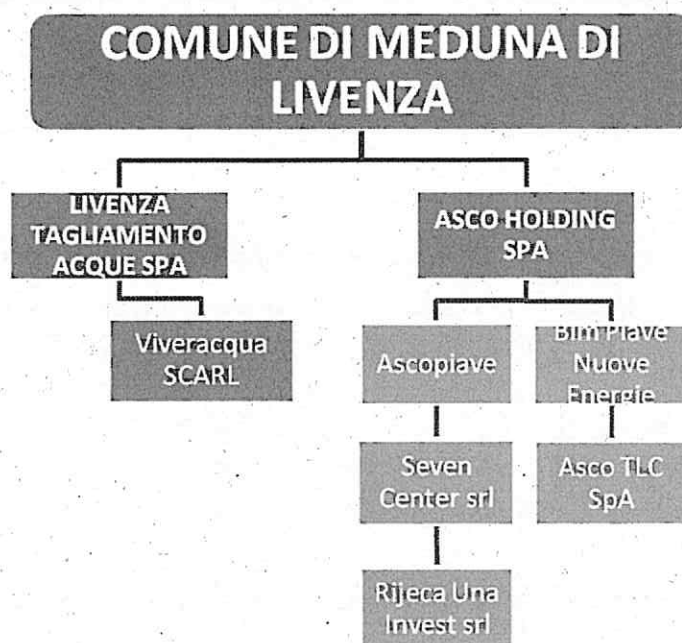 COMUNE DI MEDUNA DI
LIVENZA
LIVENZA
TAGLIAMENTO
ACQUE SPA
ASCO HOLDING
SPA
Viveracqua
SCARL
Ascopiave
Bim Piave
Nuove
Energie
Seven
Center srl
Asco TLC
SpA
Rijeca Una
Invest srl